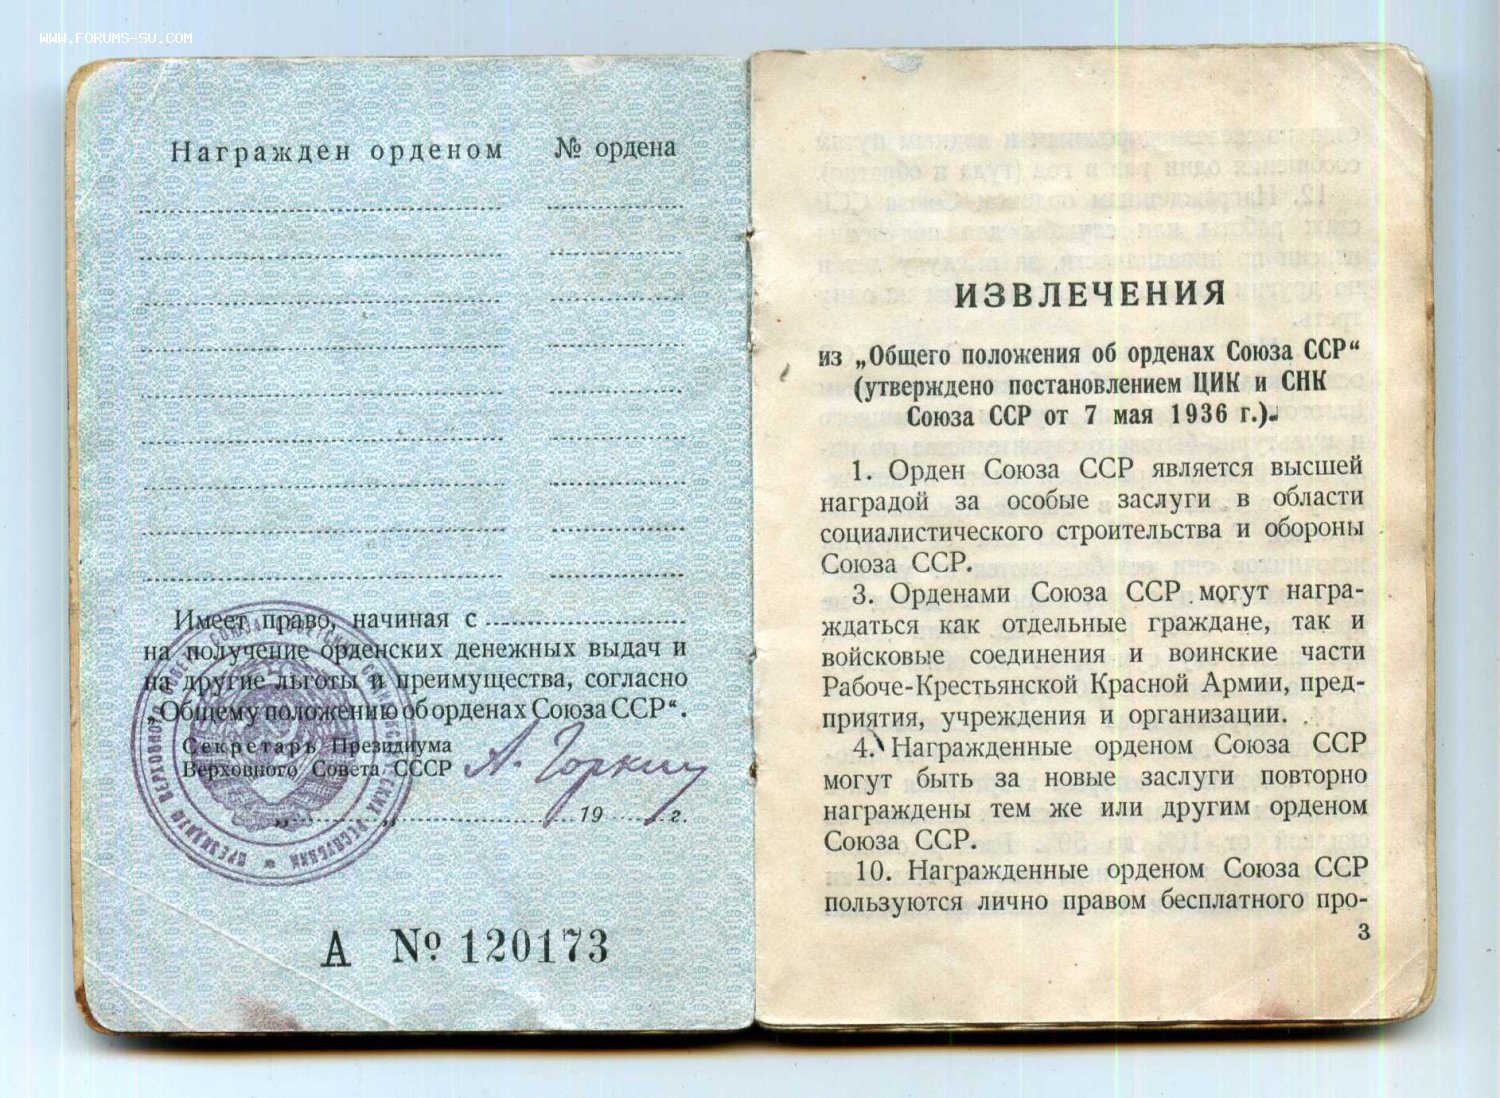 WWW.FORUMS-SU.COM
Награжден орденом № ордена
Имеет право, начиная с
на получение орденских денежных выдач и
на другие льготы и преимущества, согласно
„Общему положению об орденах Союза ССР“.
Секретарь Президиума
Верховного Совета СССР А. Горкин
„ “ 19 г.
А № 120173
ИЗВЛЕЧЕНИЯ
из „Общего положения об орденах Союза ССР“
(утверждено постановлением ЦИК и СНК
Союза ССР от 7 мая 1936 г.).
1. Орден Союза ССР является высшей
наградой за особые заслуги в области
социалистического строительства и обороны
Союза ССР.
3. Орденами Союза ССР могут награ-
ждаться как отдельные граждане, так и
войсковые соединения и воинские части
Рабоче-Крестьянской Красной Армии, пред-
приятия, учреждения и организации.
4. Награжденные орденом Союза ССР
могут быть за новые заслуги повторно
награждены тем же или другим орденом
Союза ССР.
10. Награжденные орденом Союза ССР
пользуются лично правом бесплатного про-
3